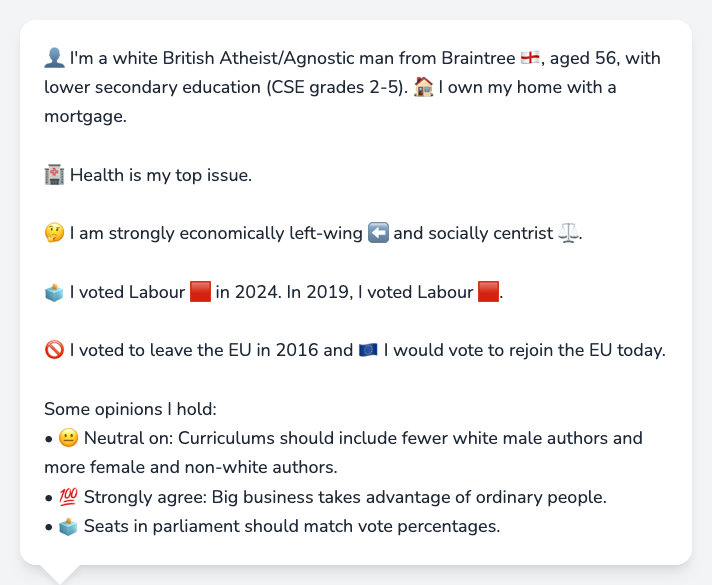 👤 I'm a white British Atheist/Agnostic man from Braintree 🏴󠁧󠁢󠁥󠁮󠁧󠁿, aged 56, with
lower secondary education (CSE grades 2-5). 🏠 I own my home with a
mortgage.
🏥 Health is my top issue.
🤔 I am strongly economically left-wing ⬅️ and socially centrist ⚖️.
🗳️ I voted Labour 🟥 in 2024. In 2019, I voted Labour 🟥.
🚫 I voted to leave the EU in 2016 and 🇪🇺 I would vote to rejoin the EU today.
Some opinions I hold:
• 😐 Neutral on: Curriculums should include fewer white male authors and
more female and non-white authors.
• 💯 Strongly agree: Big business takes advantage of ordinary people.
• 🗳️ Seats in parliament should match vote percentages.